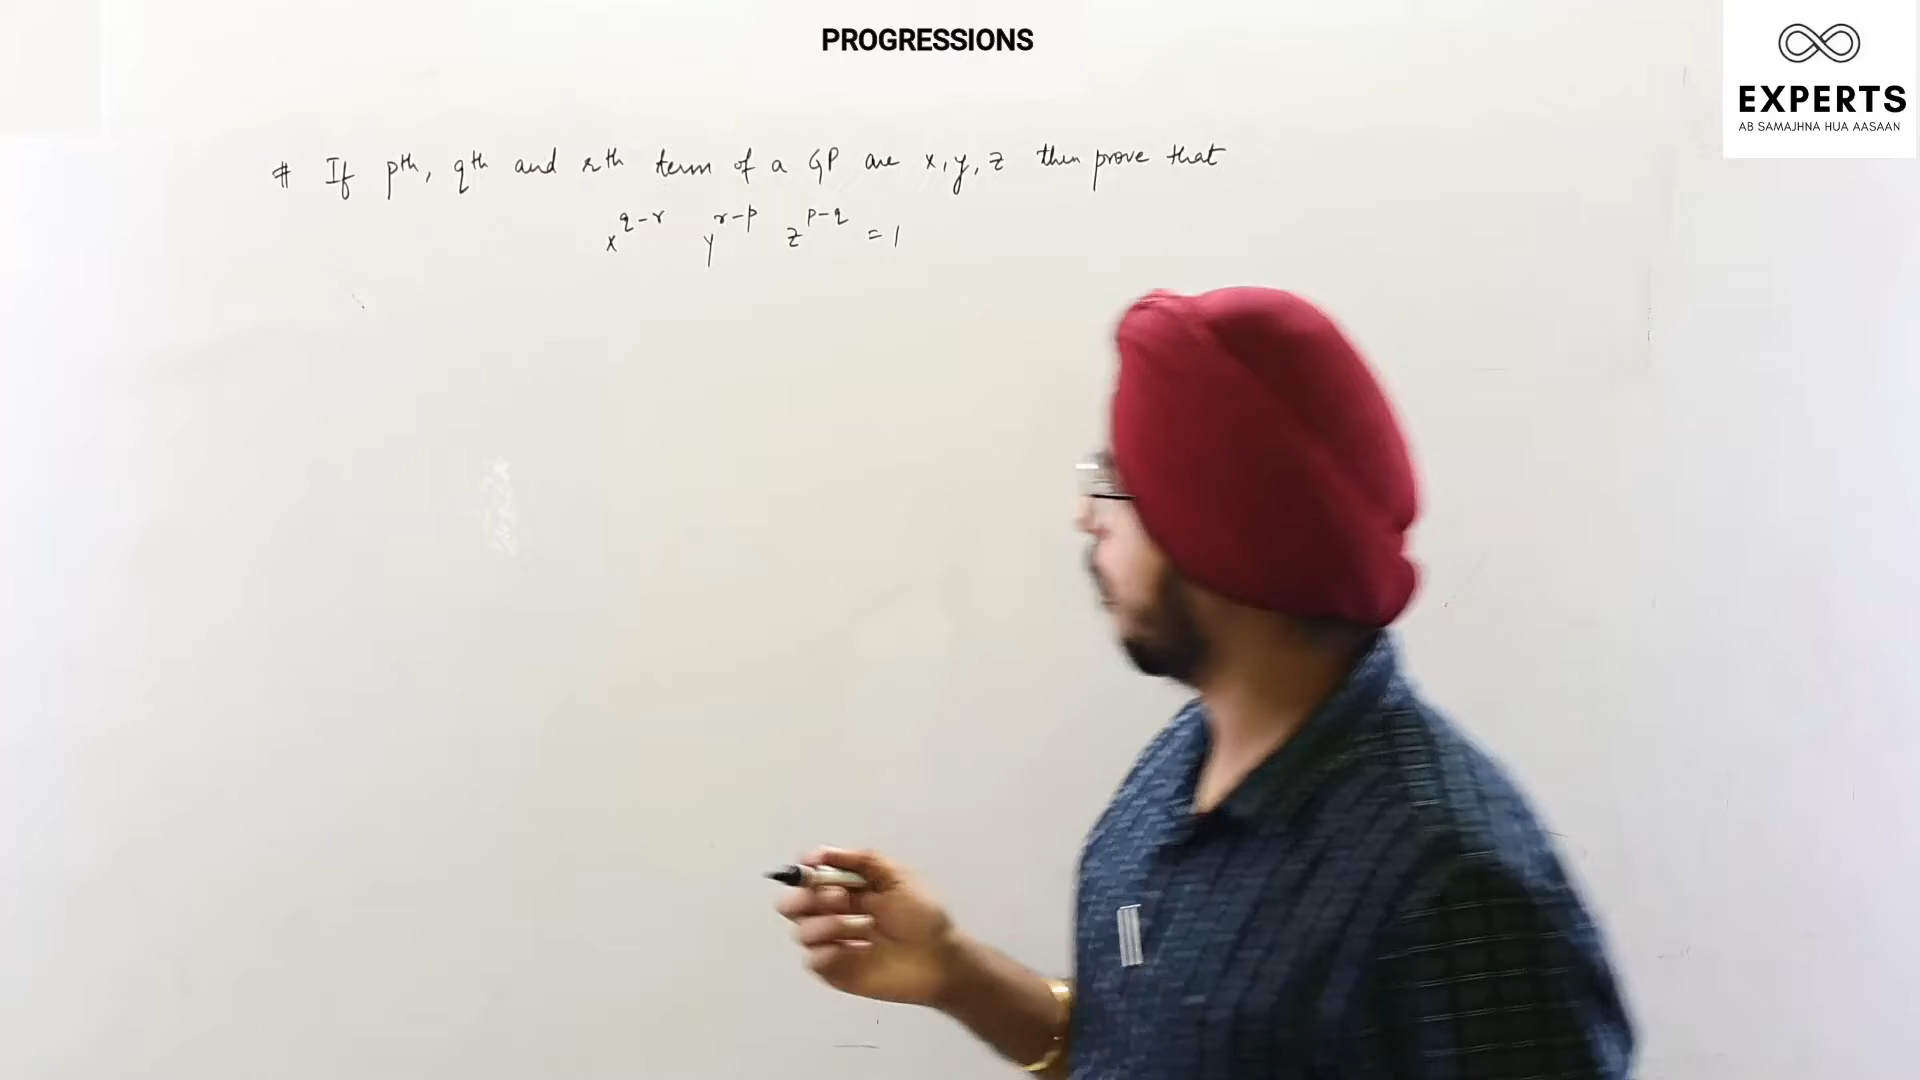 PROGRESSIONS
EXPERTS
AB SAMAJHNA HUA AASAAN
# If pth, qth and rth term of a GP are x, y, z then prove that
x^{q-r} y^{r-p} z^{p-q} = 1